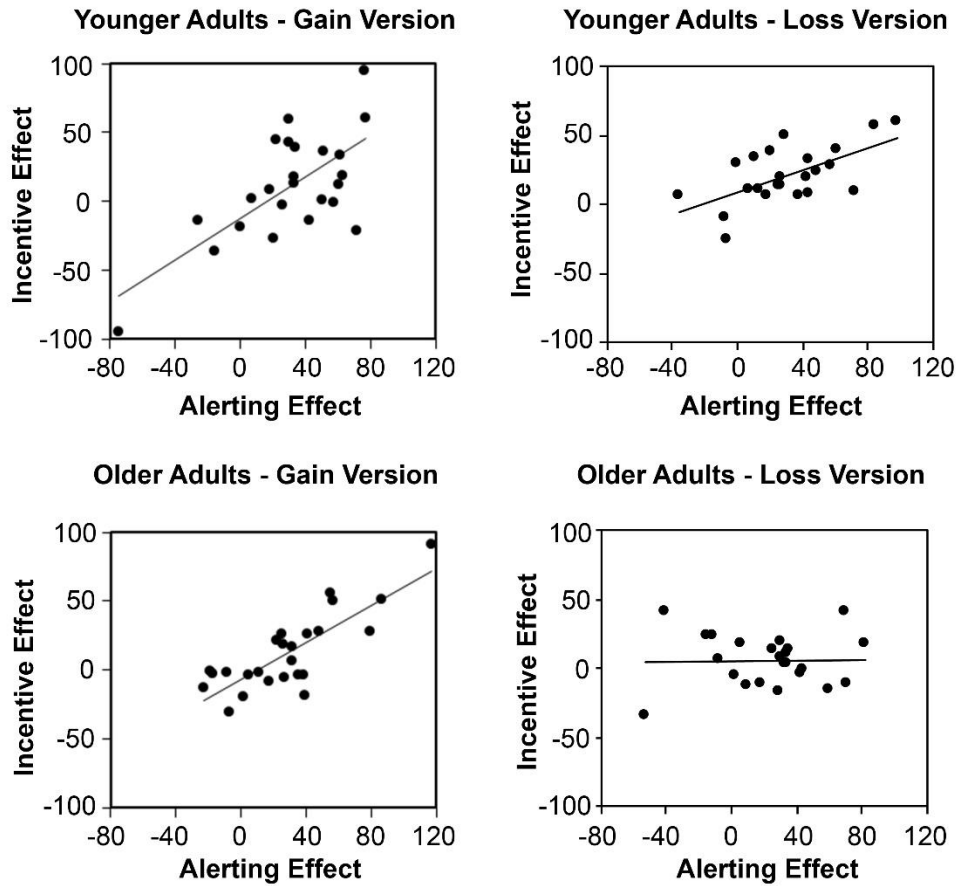 Younger Adults - Gain Version
100
50
0
-50
-100
-80 -40 0 40 80 120
Incentive Effect
Alerting Effect
Younger Adults - Loss Version
100
50
0
-50
-100
-80 -40 0 40 80 120
Incentive Effect
Alerting Effect
Older Adults - Gain Version
100
50
0
-50
-100
-80 -40 0 40 80 120
Incentive Effect
Alerting Effect
Older Adults - Loss Version
100
50
0
-50
-100
-80 -40 0 40 80 120
Incentive Effect
Alerting Effect